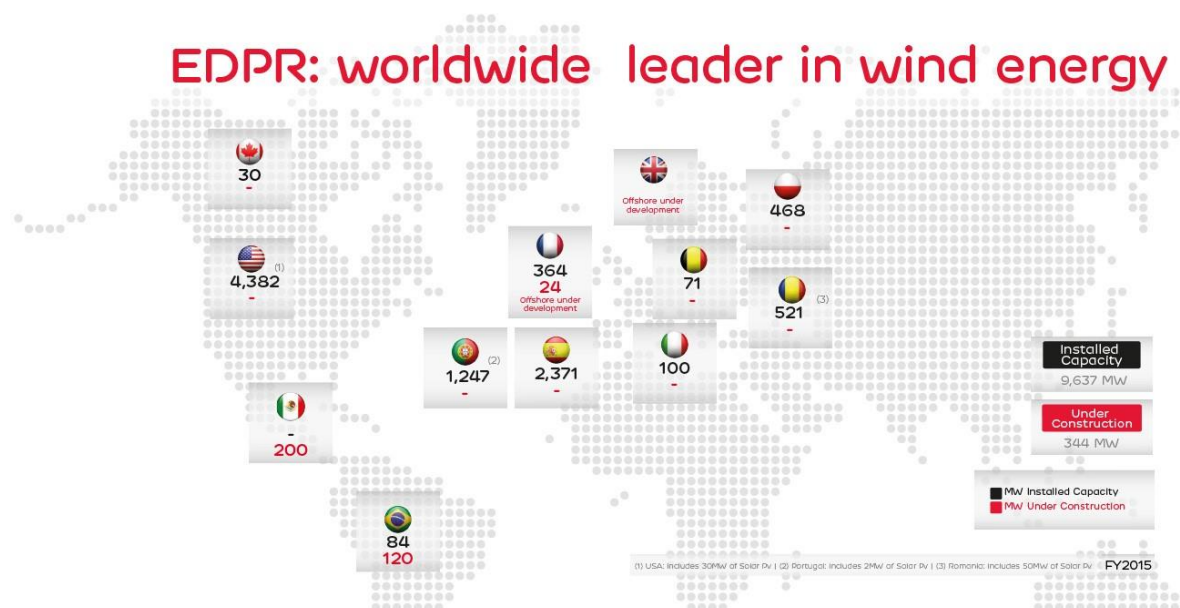 EDPR: worldwide leader in wind energy
30
-
Offshore under
development
468
-
4,382 (1)
-
364
24
Offshore under
development
71
-
521 (3)
-
1,247 (2)
-
2,371
-
100
-
Installed
Capacity
9,637 MW
-
200
Under
Construction
344 MW
84
120
MW Installed Capacity
MW Under Construction
(1) USA: includes 30MW of Solar Pv | (2) Portugal: includes 2MW of Solar Pv | (3) Romania: includes 50MW of Solar Pv FY2015